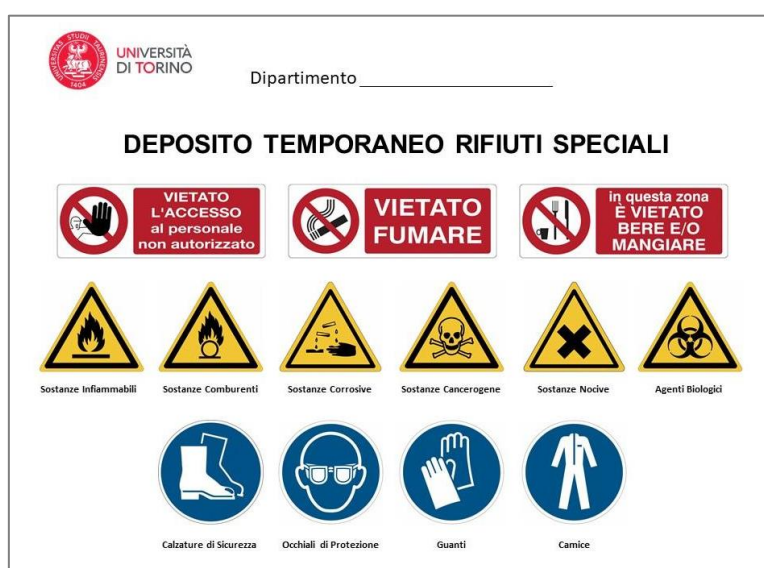 UNIVERSITÀ
DI TORINO
Dipartimento____________________
DEPOSITO TEMPORANEO RIFIUTI SPECIALI
VIETATO
L'ACCESSO
al personale
non autorizzato
VIETATO
FUMARE
in questa zona
È VIETATO
BERE E/O
MANGIARE
Sostanze Infiammabili
Sostanze Comburenti
Sostanze Corrosive
Sostanze Cancerogene
Sostanze Nocive
Agenti Biologici
Calzature di Sicurezza
Occhiali di Protezione
Guanti
Camice